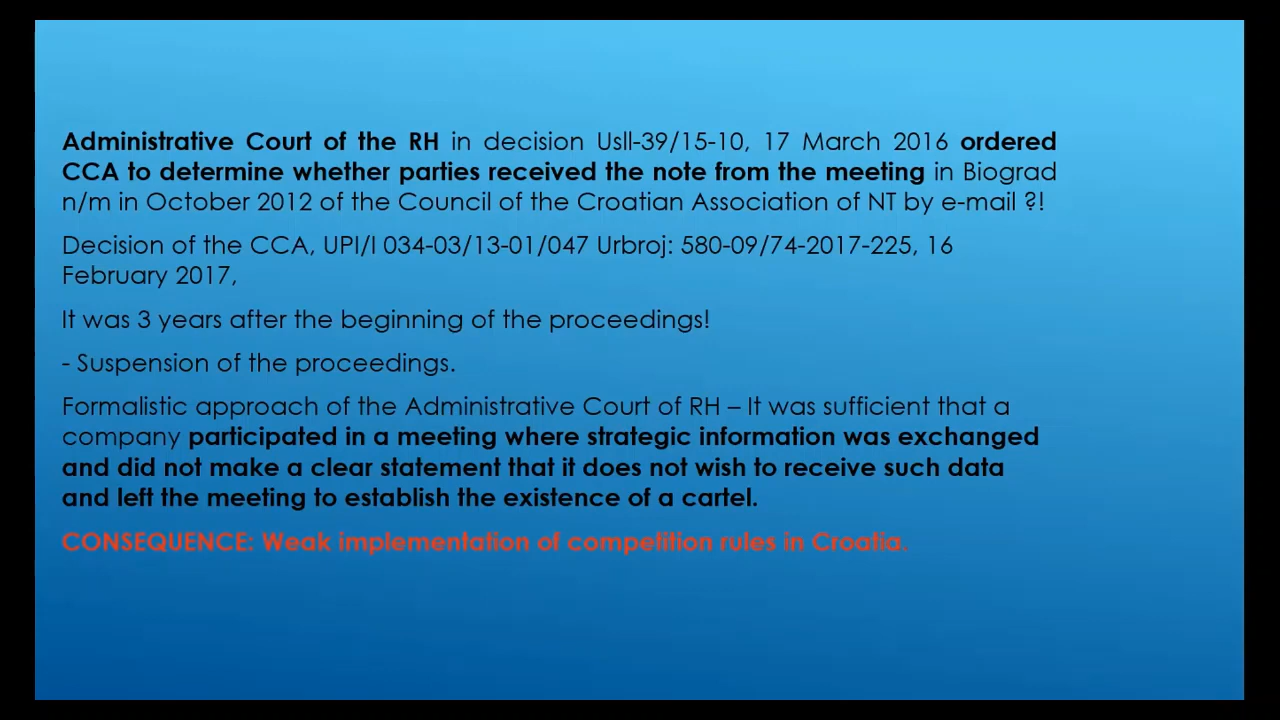 Administrative Court of the RH in decision Usll-39/15-10, 17 March 2016 ordered
CCA to determine whether parties received the note from the meeting in Biograd
n/m in October 2012 of the Council of the Croatian Association of NT by e-mail ?!
Decision of the CCA, UPI/I 034-03/13-01/047 Urbroj: 580-09/74-2017-225, 16
February 2017,
It was 3 years after the beginning of the proceedings!
- Suspension of the proceedings.
Formalistic approach of the Administrative Court of RH – It was sufficient that a
company participated in a meeting where strategic information was exchanged
and did not make a clear statement that it does not wish to receive such data
and left the meeting to establish the existence of a cartel.
CONSEQUENCE: Weak implementation of competition rules in Croatia.